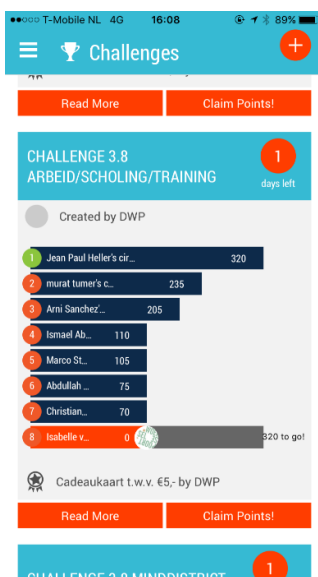 T-Mobile NL 4G 16:08 89%
Challenges
Read More Claim Points!
CHALLENGE 3.8
ARBEID/SCHOLING/TRAINING
1
days left
Created by DWP
1 Jean Paul Heller's cir... 320
2 murat tumer's c... 235
3 Arni Sanchez'... 205
4 Ismael Ab... 110
5 Marco St... 105
6 Abdullah ... 75
7 Christian... 70
8 Isabelle v... 0 320 to go!
Cadeaukaart t.w.v. €5,- by DWP
Read More Claim Points!
1